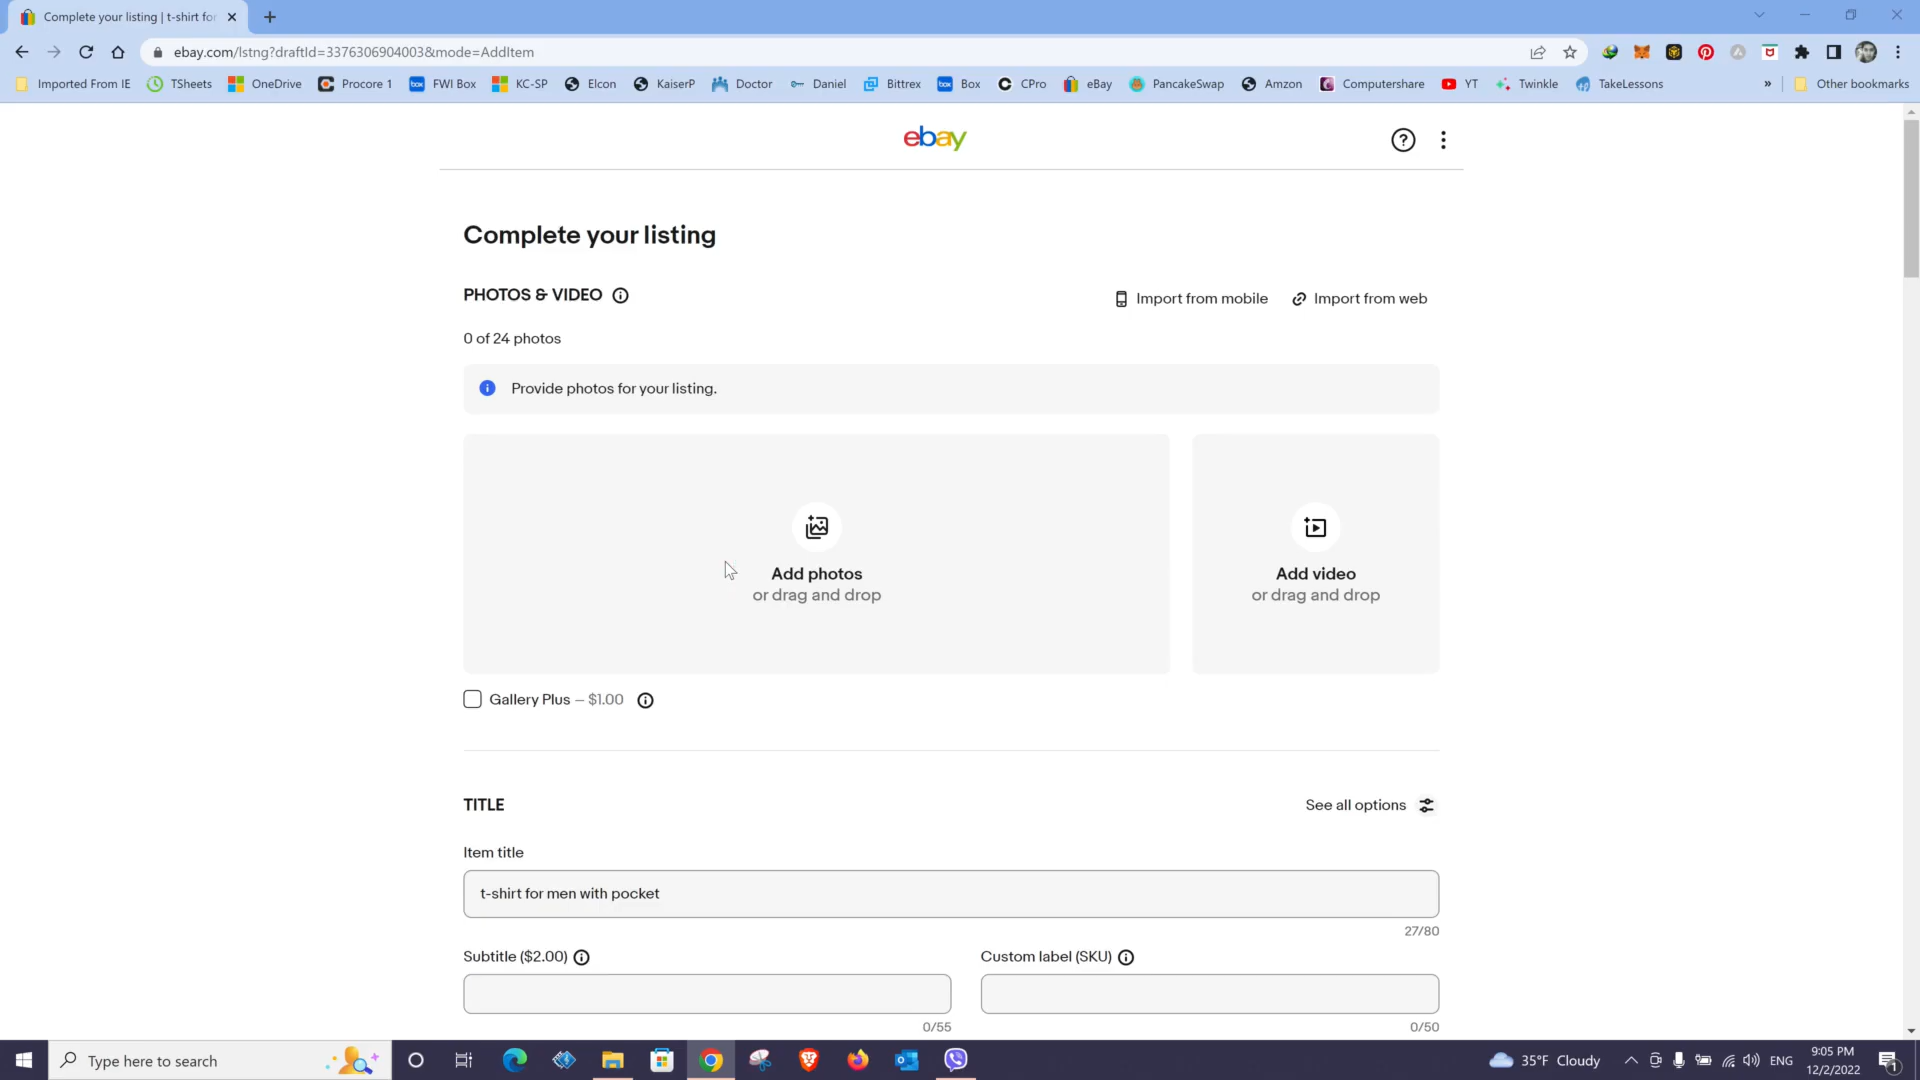 Complete your listing | t-shirt for
ebay.com/lstng?draftId=3376306904003&mode=AddItem
Imported From IE TSheets OneDrive Procore 1 FWI Box KC-SP Elcon KaiserP Doctor Daniel Bittrex Box CPro eBay PancakeSwap Amzon Computershare YT Twinkle TakeLessons » Other bookmarks
ebay
Complete your listing
PHOTOS & VIDEO
Import from mobile Import from web
0 of 24 photos
Provide photos for your listing.
Add photos
or drag and drop
Add video
or drag and drop
Gallery Plus – $1.00
TITLE
See all options
Item title
t-shirt for men with pocket
27/80
Subtitle ($2.00)
Custom label (SKU)
0/55
0/50
Type here to search
35°F Cloudy
ENG
9:05 PM
12/2/2022
1